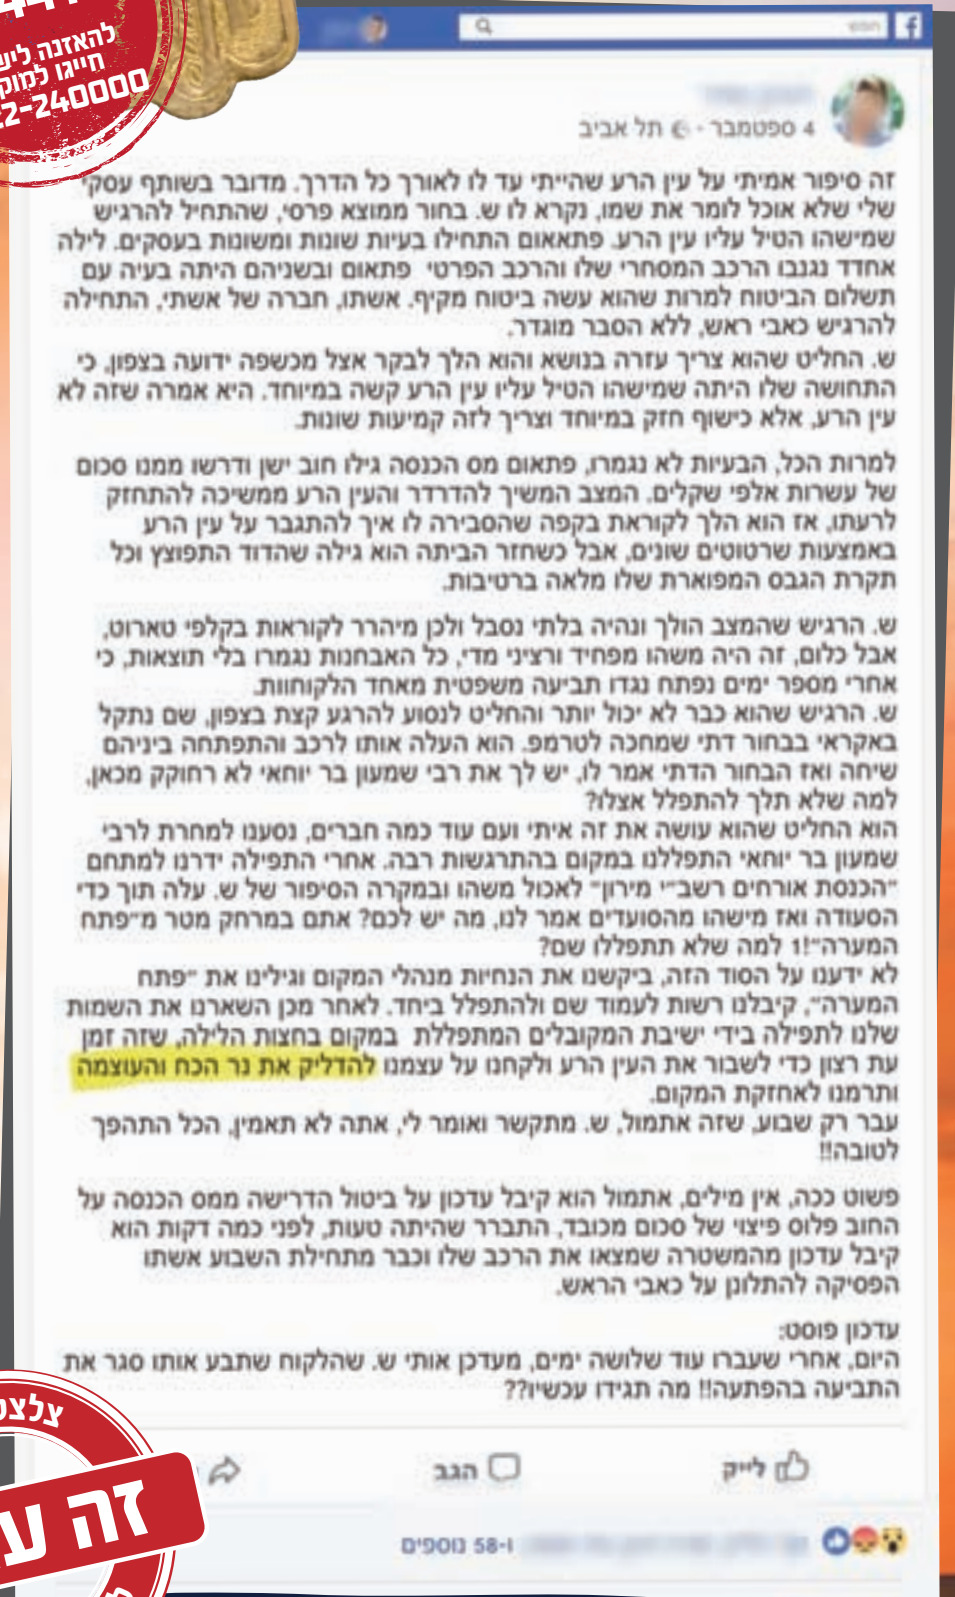 להאזנה
חייגו למוק
2-240000
4 ספטמבר · תל אביב
זה סיפור אמיתי על עין הרע שהייתי עד לו לאורך כל הדרך. מדובר בשותף עסקי
שלי שלא אוכל לומר את שמו, נקרא לו ש. בחור ממוצא פרסי, שהתחיל להרגיש
שמישהו הטיל עליו עין הרע. פתאאום התחילו בעיות שונות ומשונות בעסקים. לילה
אחדד נגנבו הרכב המסחרי שלו והרכב הפרטי פתאום ובשניהם היתה בעיה עם
תשלום הביטוח למרות שהוא עשה ביטוח מקיף. אשתו, חברה של אשתי, התחילה
להרגיש כאבי ראש, ללא הסבר מוגדר.
ש. החליט שהוא צריך עזרה בנושא והוא הלך לבקר אצל מכשפה ידועה בצפון, כי
התחושה שלו היתה שמישהו הטיל עליו עין הרע קשה במיוחד. היא אמרה שזה לא
עין הרע, אלא כישוף חזק במיוחד וצריך לזה קמיעות שונות.
למרות הכל, הבעיות לא נגמרו, פתאום מס הכנסה גילו חוב ישן ודרשו ממנו סכום
של עשרות אלפי שקלים. המצב המשיך להדרדר והעין הרע ממשיכה להתחזק
לרעתו, אז הוא הלך לקוראת בקפה שהסבירה לו איך להתגבר על עין הרע
באמצעות שרטוטים שונים, אבל כשחזר הביתה הוא גילה שהדוד התפוצץ וכל
תקרת הגבס המפוארת שלו מלאה ברטיבות.
ש. הרגיש שהמצב הולך ונהיה בלתי נסבל ולכן מיהרר לקוראות בקלפי טארוט,
אבל כלום, זה היה משהו מפחיד ורציני מדי, כל האבחנות נגמרו בלי תוצאות, כי
אחרי מספר ימים נפתח נגדו תביעה משפטית מאחד הלקוחוות.
ש. הרגיש שהוא כבר לא יכול יותר והחליט לנסוע להרגע קצת בצפון, שם נתקל
באקראי בבחור דתי שמחכה לטרמפ. הוא העלה אותו לרכב והתפתחה ביניהם
שיחה ואז הבחור הדתי אמר לו, יש לך את רבי שמעון בר יוחאי לא רחוקק מכאן,
למה שלא תלך להתפלל אצלו?
הוא החליט שהוא עושה את זה איתי ועם עוד כמה חברים, נסענו למחרת לרבי
שמעון בר יוחאי התפללנו במקום בהתרגשות רבה. אחרי התפילה ידרנו למתחם
"הכנסת אורחים רשב"י מירון" לאכול משהו ובמקרה הסיפור של ש. עלה תוך כדי
הסעודה ואז מישהו מהסועדים אמר לנו, מה יש לכם? אתם במרחק מטר מ"פתח
המערה"!1 למה שלא תתפללו שם?
לא ידענו על הסוד הזה, ביקשנו את הנחיות מנהלי המקום וגילינו את "פתח
המערה", קיבלנו רשות לעמוד שם ולהתפלל ביחד. לאחר מכן השארנו את השמות
שלנו לתפילה בידי ישיבת המקובלים המתפללת במקום בחצות הלילה, שזה זמן
עת רצון כדי לשבור את העין הרע ולקחנו על עצמנו להדליק את נר הכח והעוצמה
ותרמנו לאחזקת המקום.
עבר רק שבוע, שזה אתמול, ש. מתקשר ואומר לי, אתה לא תאמין, הכל התהפך
לטובה!!
פשוט ככה, אין מילים, אתמול הוא קיבל עדכון על ביטול הדרישה ממס הכנסה על
החוב פלוס פיצוי של סכום מכובד, התברר שהיתה טעות, לפני כמה דקות הוא
קיבל עדכון מהמשטרה שמצאו את הרכב שלו וכבר מתחילת השבוע אשתו
הפסיקה להתלונן על כאבי הראש.
עדכון פוסט:
היום, אחרי שעברו עוד שלושה ימים, מעדכן אותי ש. שהלקוח שתבע אותו סגר את
התביעה בהפתעה!! מה תגידו עכשיו??
לייק
הגב
ו-58 נוספים
זה